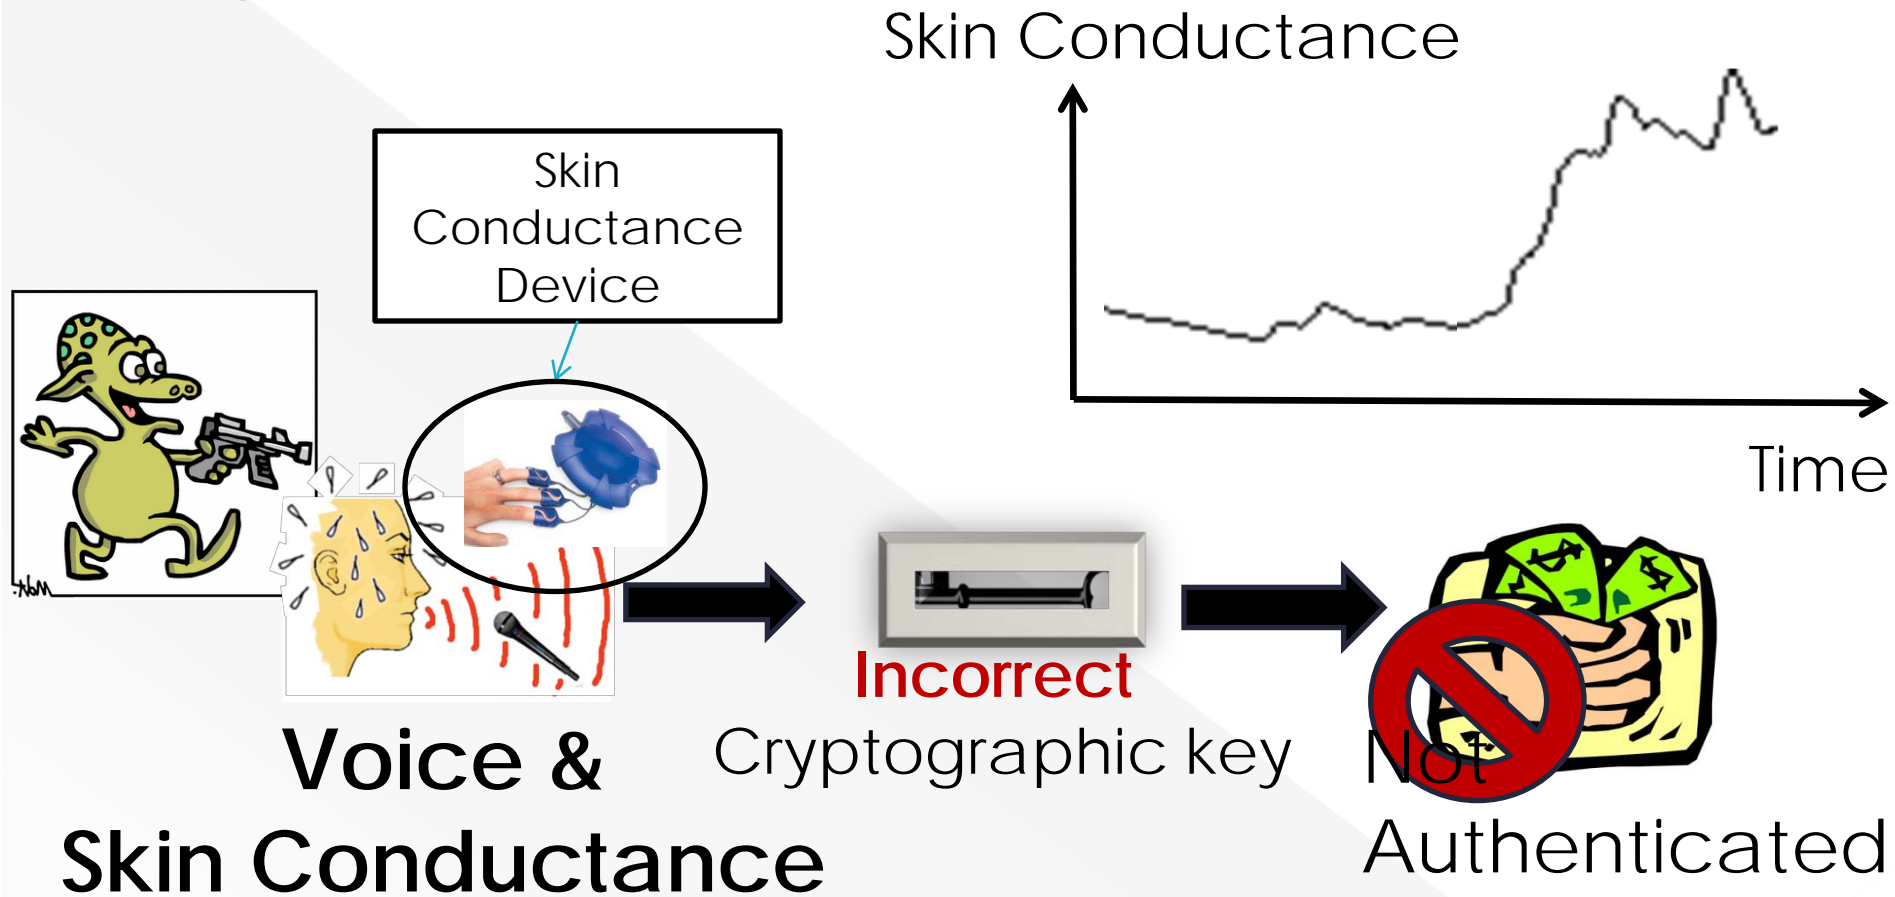 Skin Conductance
Skin
Conductance
Device
Time
Incorrect
Cryptographic key
Voice &
Skin Conductance
Not
Authenticated